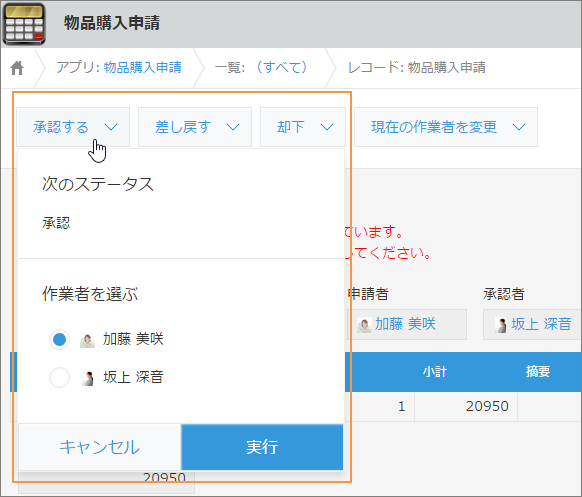 物品購入申請
アプリ: 物品購入申請 一覧: （すべて） レコード: 物品購入申請
承認する 差し戻す 却下 現在の作業者を変更
次のステータス
承認
ています。
してください。
作業者を選ぶ
申請者 承認者
加藤 美咲 坂上 深音
加藤 美咲
坂上 深音
小計 摘要
1 20950
キャンセル 実行
20950